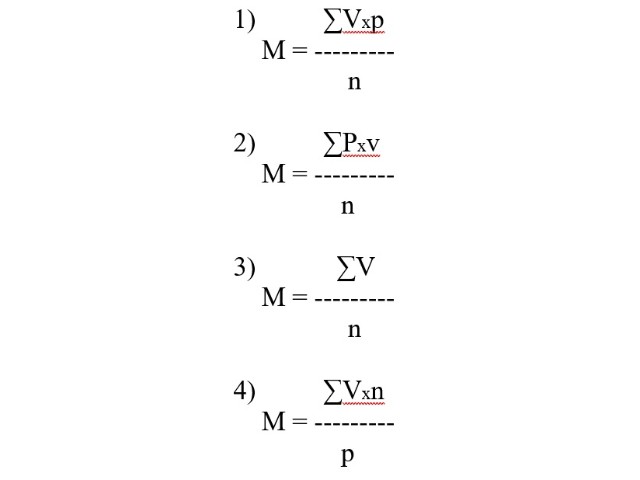 1) ∑Vxp
M = ---------
n
2) ∑Pxv
M = ---------
n
3) ∑V
M = ---------
n
4) ∑Vxn
M = ---------
p